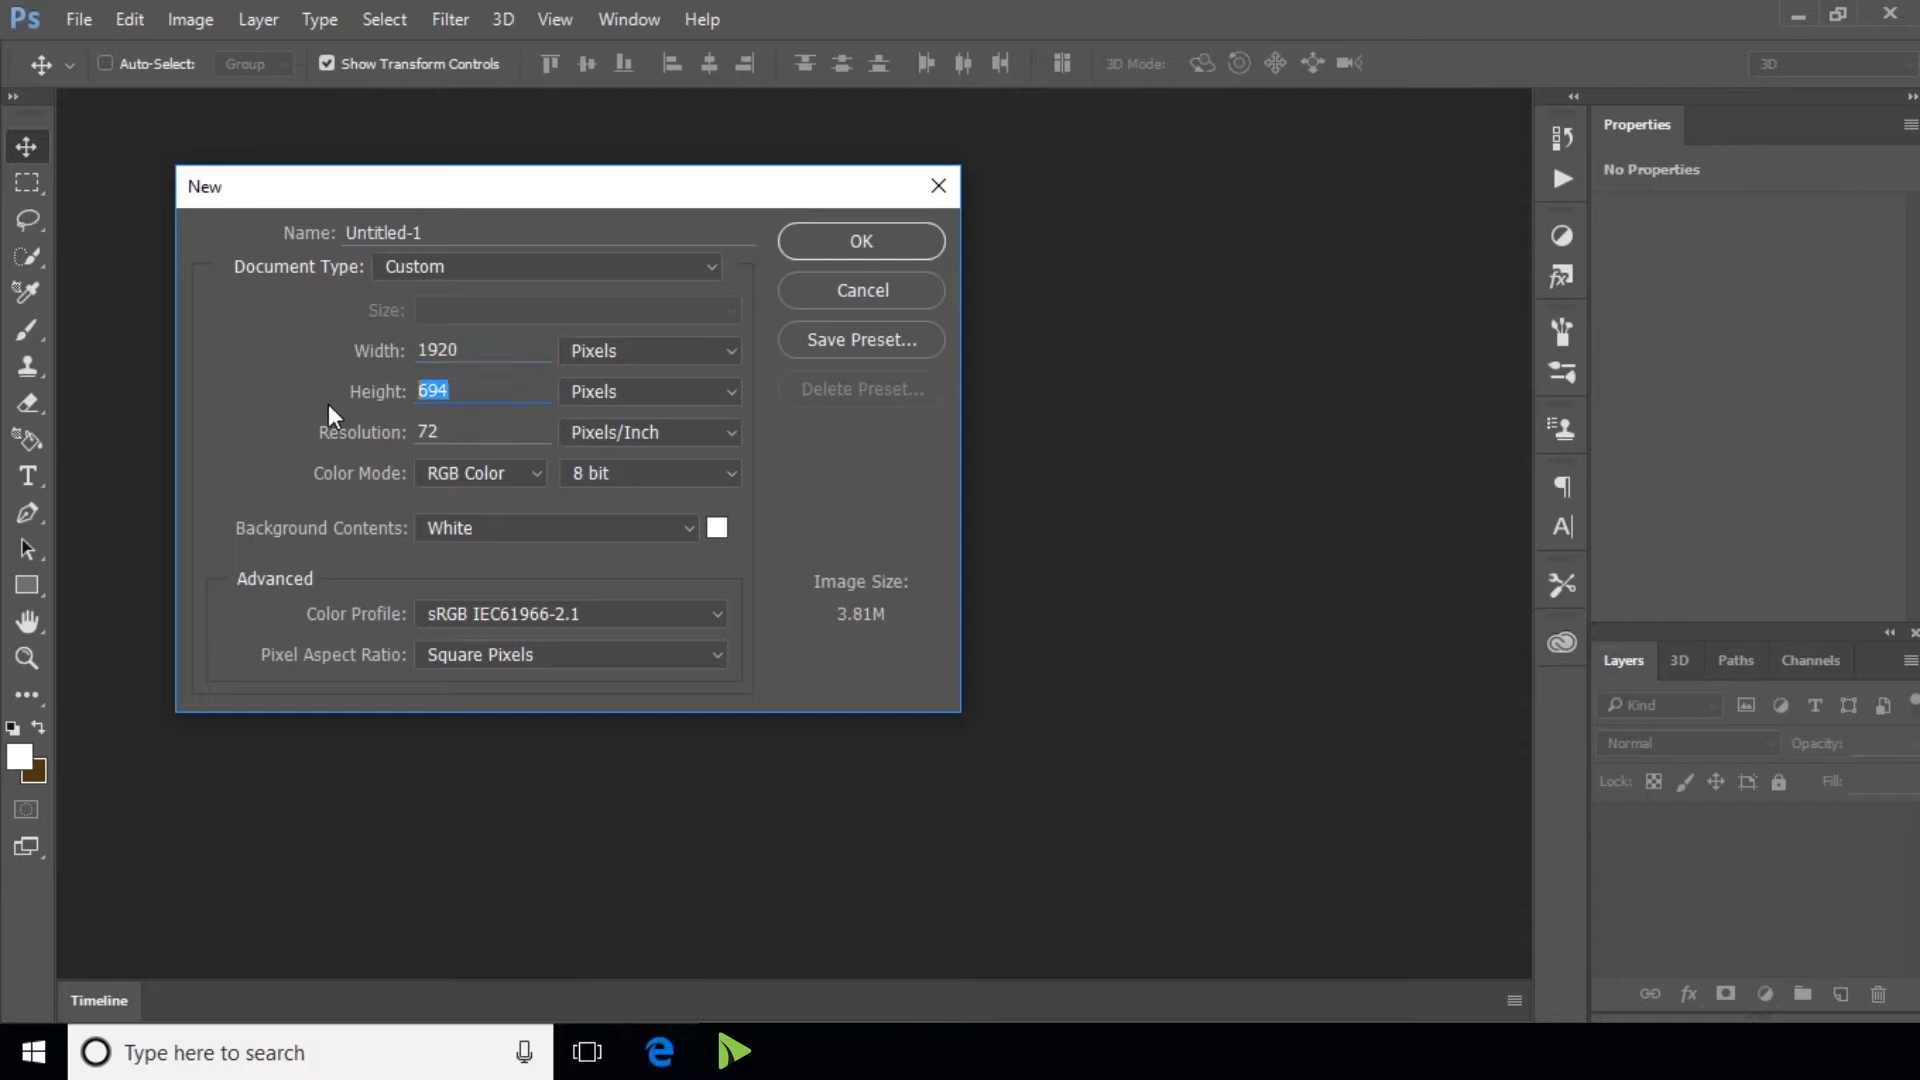 Ps File Edit Image Layer Type Select Filter 3D View Window Help
Auto-Select: Group Show Transform Controls 3D Mode: 3D
Properties
No Properties
New
Name: Untitled-1
OK
Document Type: Custom
Cancel
Size:
Width: 1920 Pixels
Save Preset...
Height: 694 Pixels
Delete Preset...
Resolution: 72 Pixels/Inch
Color Mode: RGB Color 8 bit
Background Contents: White
Advanced
Image Size:
3.81M
Color Profile: sRGB IEC61966-2.1
Pixel Aspect Ratio: Square Pixels
Layers 3D Paths Channels
Kind
Normal Opacity:
Lock: Fill:
Timeline
Type here to search